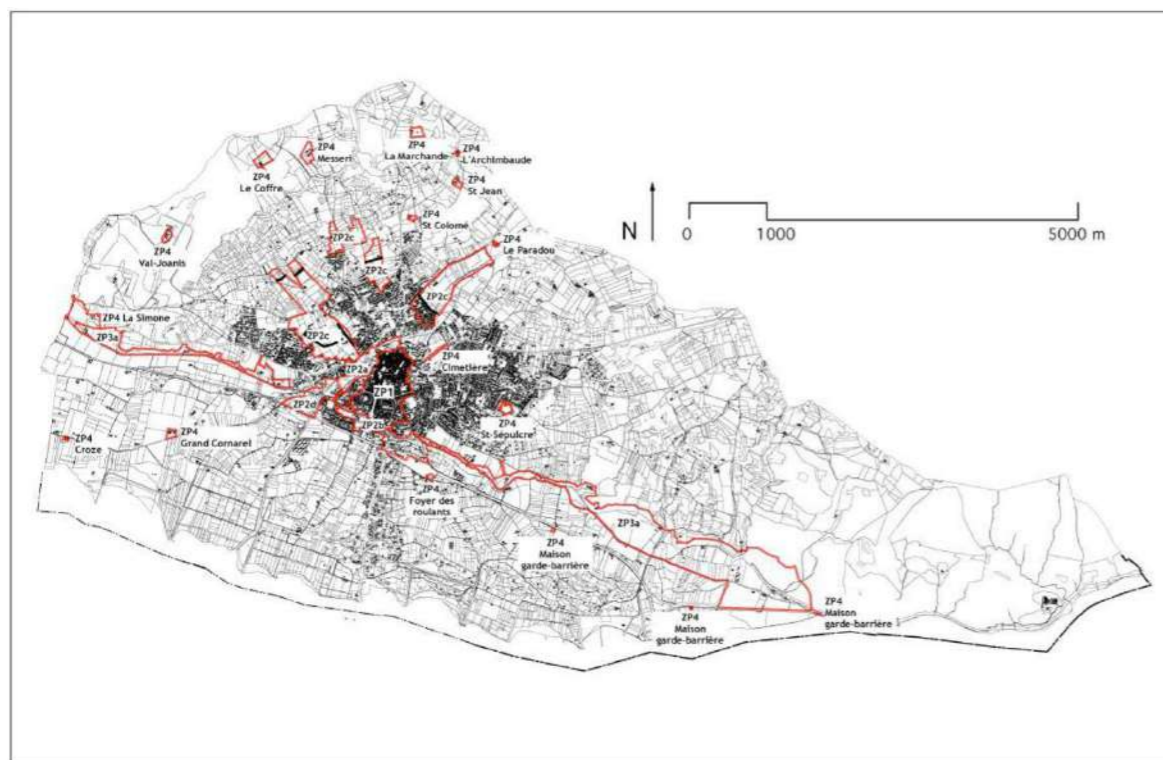 ZP4
La Marchande
ZP4
Messeri
ZP4
L'Archimbaude
ZP4
Le Coffre
ZP4
St Jean
ZP4
St Colome
ZP2c
ZP4
Le Paradou
ZP4
Val-Joanis
ZP2c
ZP2c
ZP4 La Simone
ZP3a
ZP2c
ZP4
Cimetière
ZP2a
ZP1
ZP2d
ZP2b
ZP4
St-Sépulcre
ZP4
Croze
ZP4
Grand Cornarel
ZP4
Foyer des
roulants
ZP3a
ZP4
Maison
garde-barrière
ZP4
Maison
garde-barrière
ZP4
Maison
garde-barrière
N
0
1000
5000 m